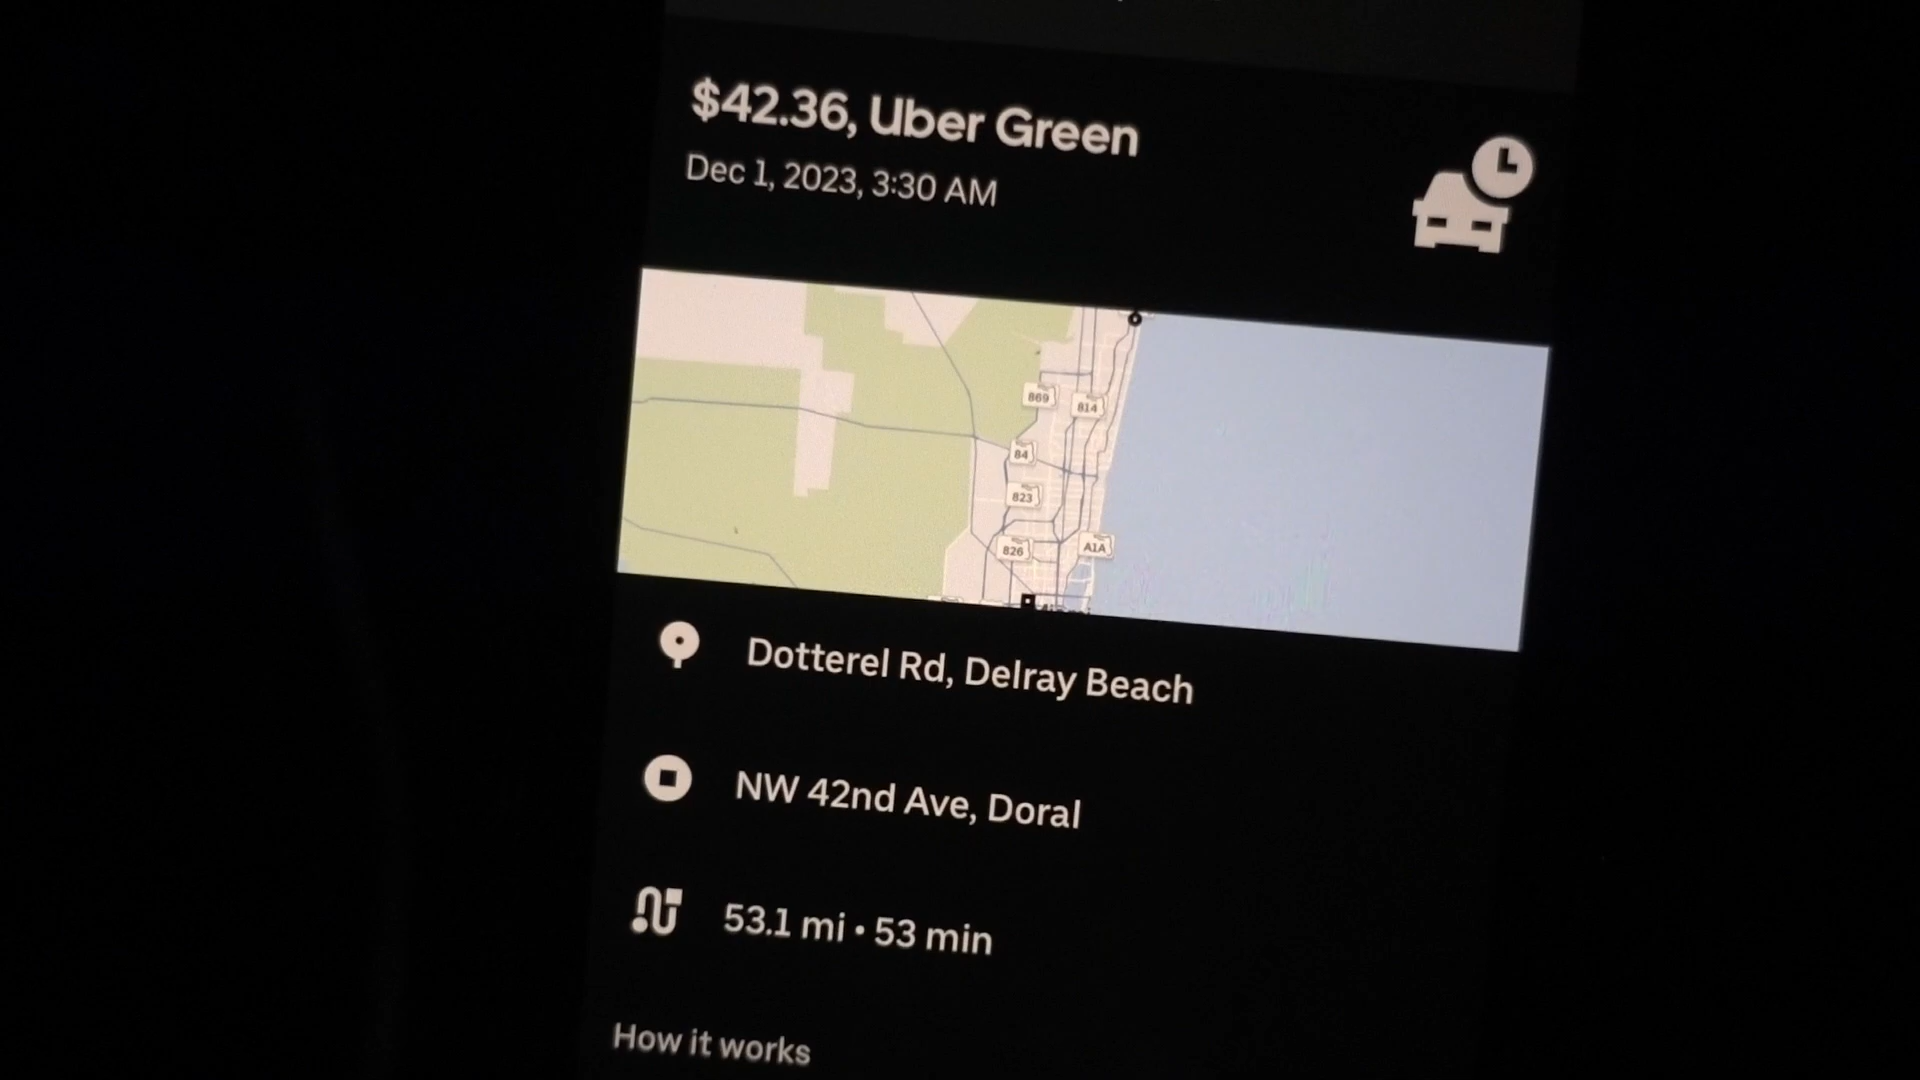 $42.36, Uber Green
Dec 1, 2023, 3:30 AM
869
814
84
823
826
A1A
Dotterel Rd, Delray Beach
NW 42nd Ave, Doral
53.1 mi • 53 min
How it works